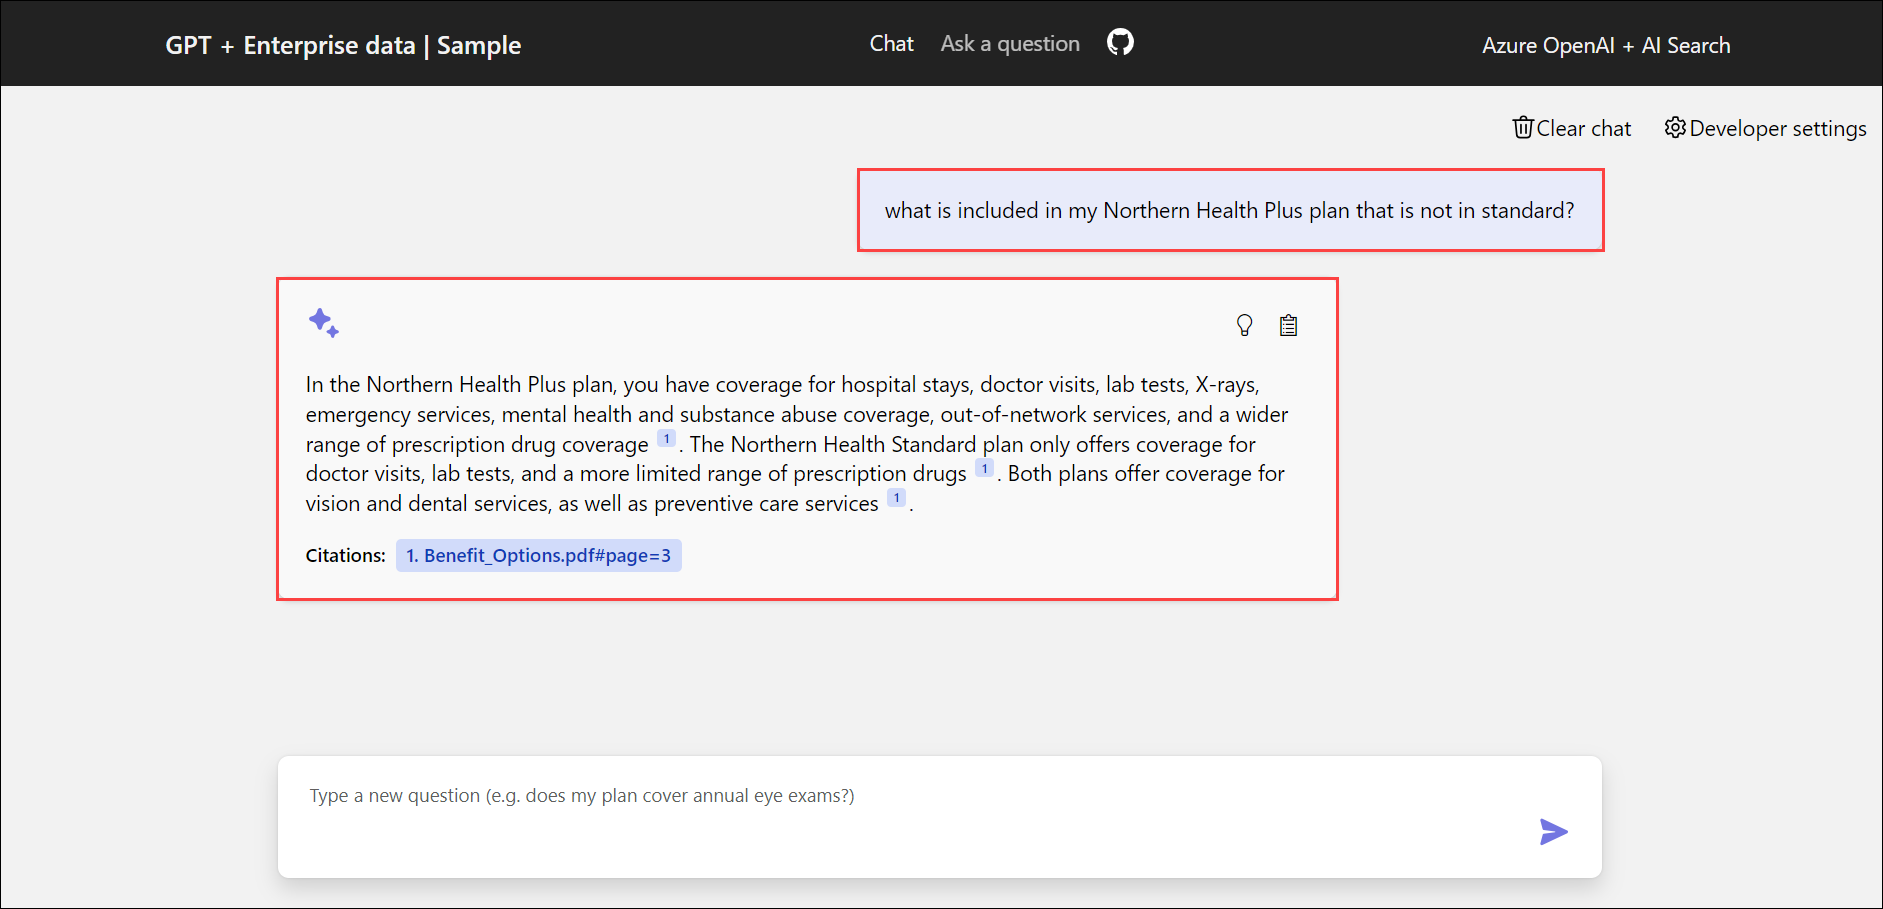 GPT + Enterprise data | Sample
Chat
Ask a question
Azure OpenAI + AI Search
Clear chat
Developer settings
what is included in my Northern Health Plus plan that is not in standard?
In the Northern Health Plus plan, you have coverage for hospital stays, doctor visits, lab tests, X-rays,
emergency services, mental health and substance abuse coverage, out-of-network services, and a wider
range of prescription drug coverage 1. The Northern Health Standard plan only offers coverage for
doctor visits, lab tests, and a more limited range of prescription drugs 1. Both plans offer coverage for
vision and dental services, as well as preventive care services 1.
Citations: 1. Benefit_Options.pdf#page=3
Type a new question (e.g. does my plan cover annual eye exams?)